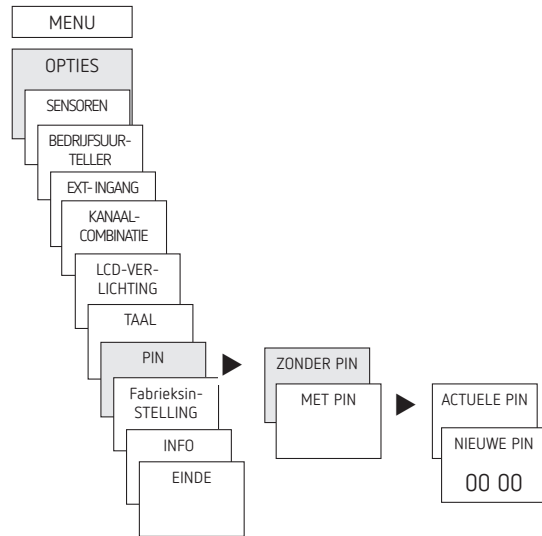 MENU
OPTIES
SENSOREN
BEDRIJFSUUR-
TELLER
EXT- INGANG
KANAAL-
COMBINATIE
LCD-VER-
LICHTING
TAAL
PIN
Fabrieksin-
STELLING
INFO
EINDE
ZONDER PIN
MET PIN
ACTUELE PIN
NIEUWE PIN
00 00